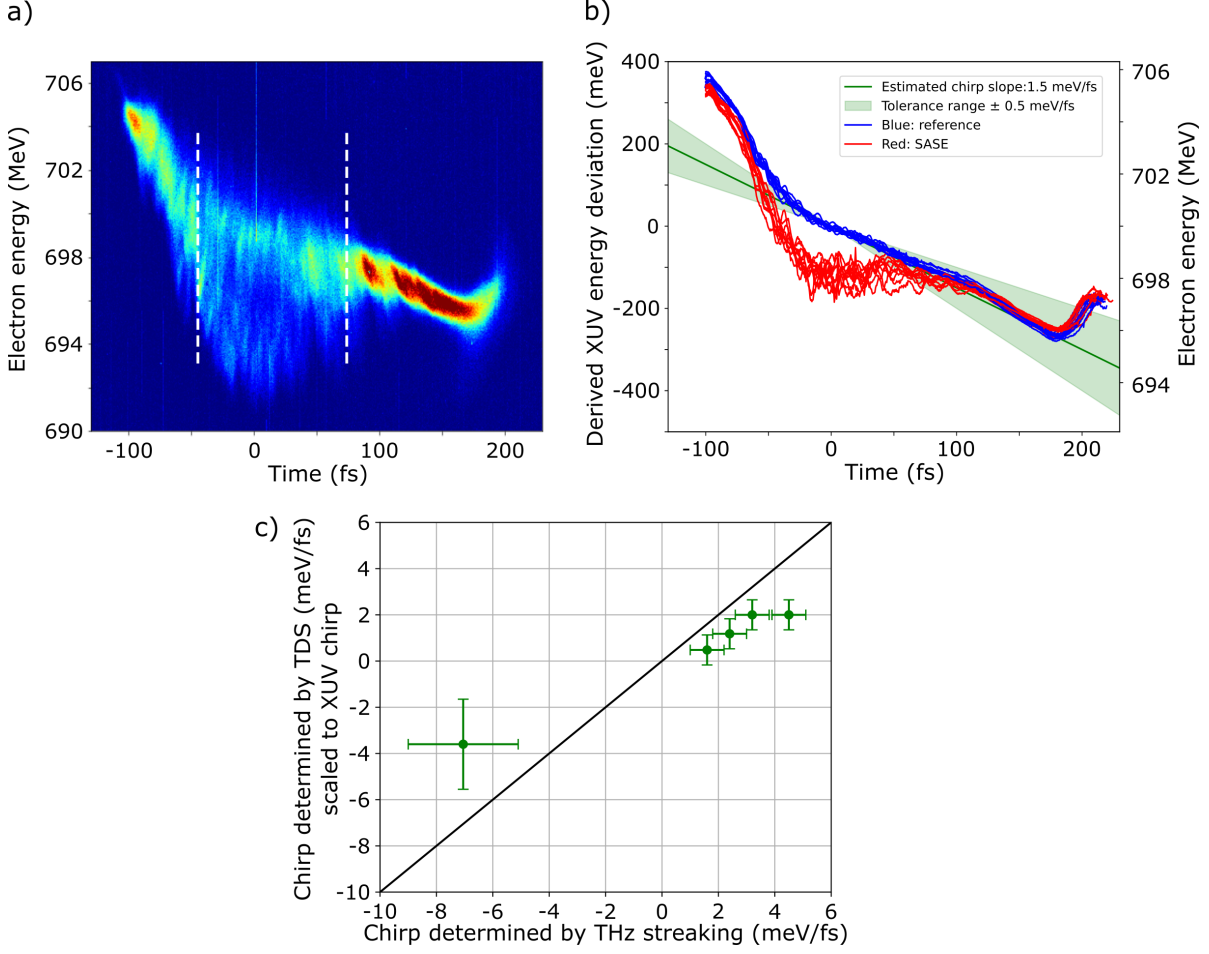 a)
Electron energy (MeV)
706
702
698
694
690
-100
0
100
200
Time (fs)
b)
Derived XUV energy deviation (meV)
400
200
0
-200
-400
Estimated chirp slope:1.5 meV/fs
Tolerance range ± 0.5 meV/fs
Blue: reference
Red: SASE
706
702
698
694
Electron energy (MeV)
-100
0
100
200
Time (fs)
c)
Chirp determined by TDS (meV/fs)
scaled to XUV chirp
6
4
2
0
-2
-4
-6
-8
-10
-10
-8
-6
-4
-2
0
2
4
6
Chirp determined by THz streaking (meV/fs)